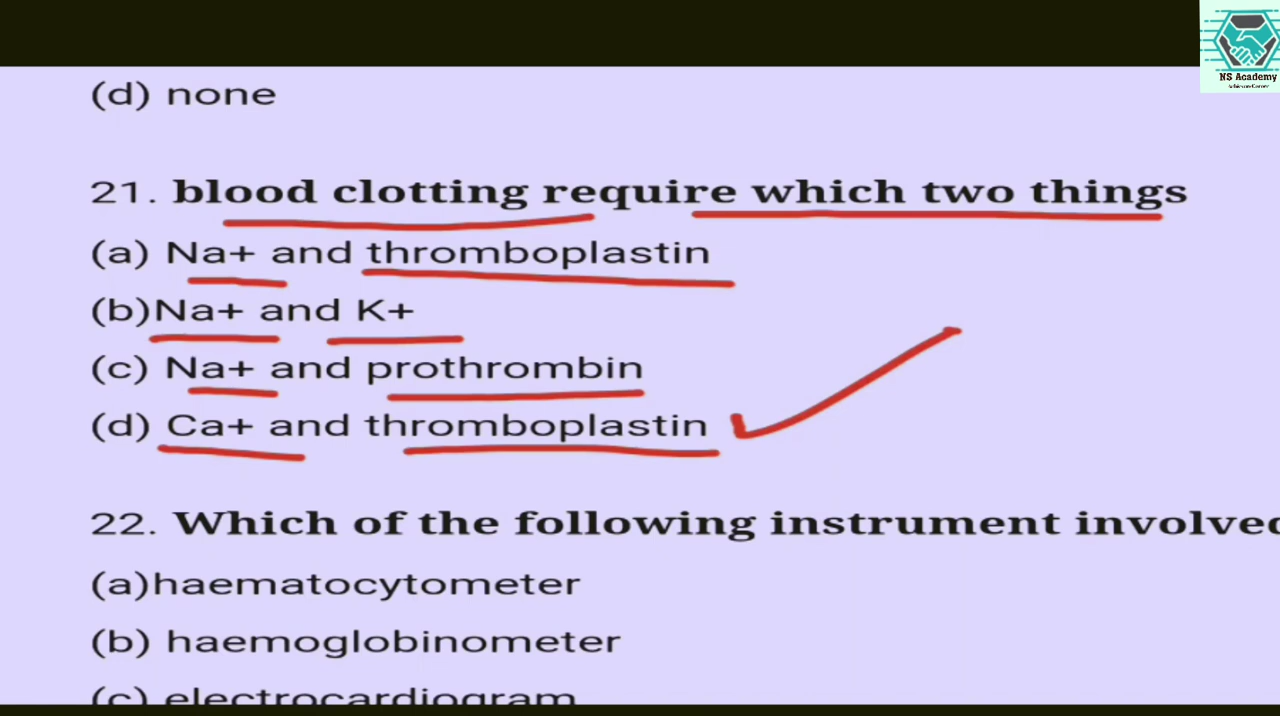 NS Academy
(d) none
21. blood clotting require which two things
(a) Na+ and thromboplastin
(b)Na+ and K+
(c) Na+ and prothrombin
(d) Ca+ and thromboplastin
22. Which of the following instrument involved
(a)haematocytometer
(b) haemoglobinometer
(c) electrocardiogram